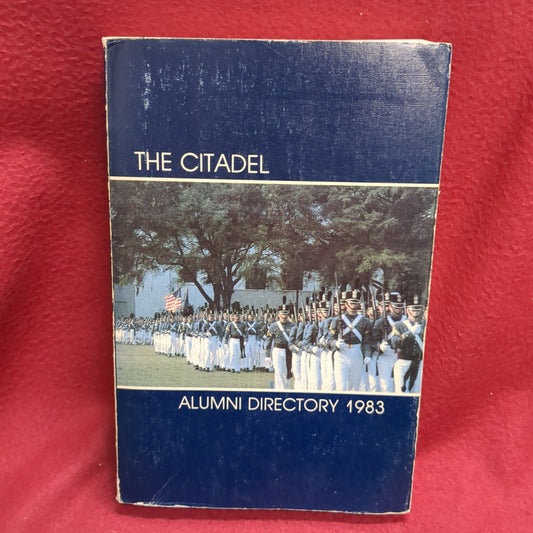 THE CITADEL
ALUMNI DIRECTORY 1983